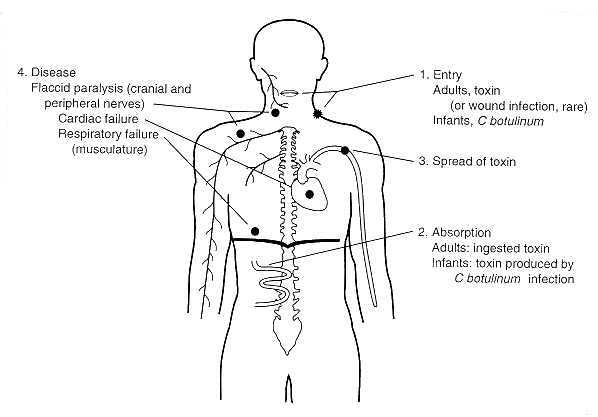 4. Disease
Flaccid paralysis (cranial and
peripheral nerves)
Cardiac failure
Respiratory failure
(musculature)
1. Entry
Adults, toxin
(or wound infection, rare)
Infants, C botulinum
3. Spread of toxin
2. Absorption
Adults: ingested toxin
Infants: toxin produced by
C botulinum infection